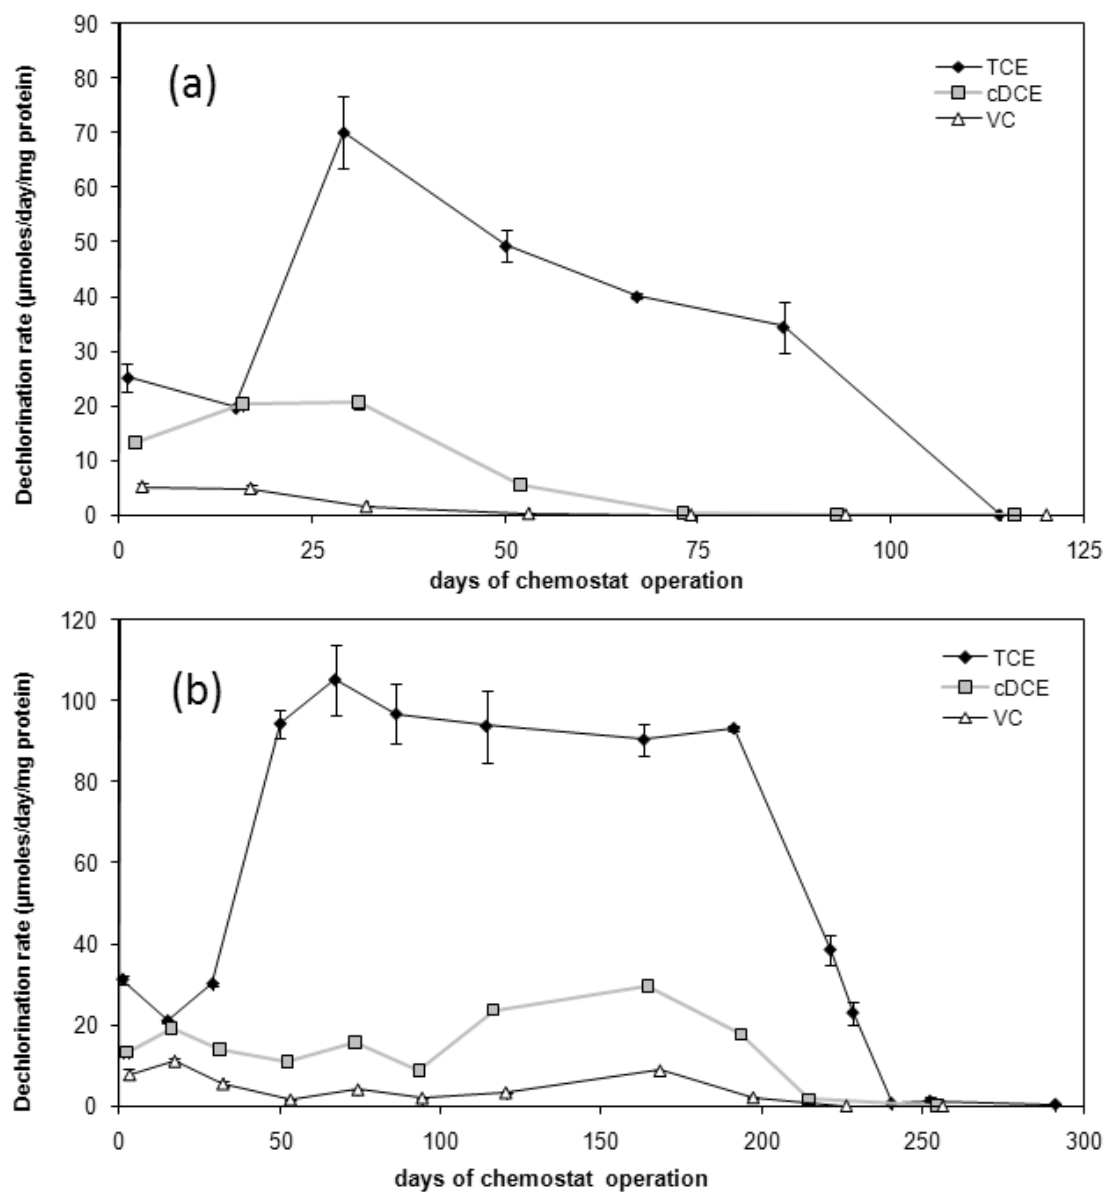 90
80
70
60
50
40
30
20
10
0
Dechlorination rate (µmoles/day/mg protein)
(a)
TCE
cDCE
VC
0 25 50 75 100 125
days of chemostat operation
120
100
80
60
40
20
0
Dechlorination rate (µmoles/day/mg protein)
(b)
TCE
cDCE
VC
0 50 100 150 200 250 300
days of chemostat operation